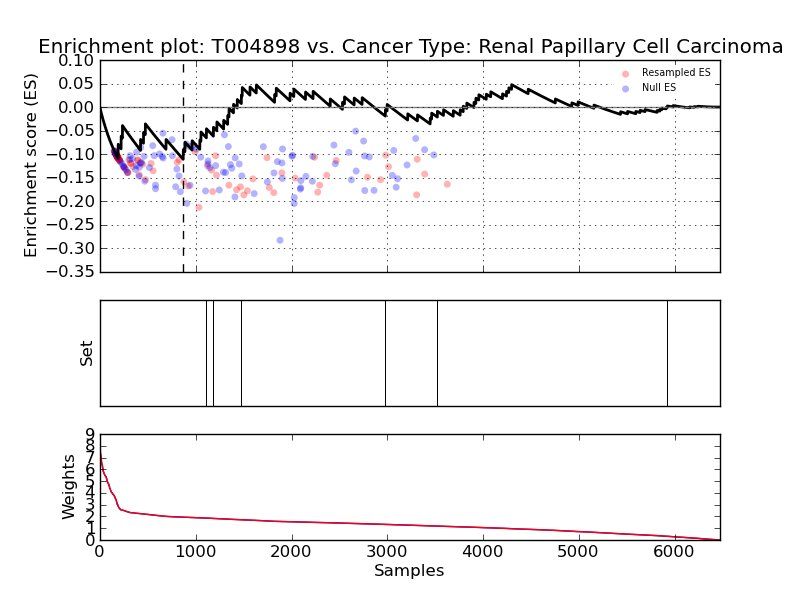 Enrichment plot: T004898 vs. Cancer Type: Renal Papillary Cell Carcinoma
0.10
0.05
0.00
−0.05
−0.10
−0.15
−0.20
−0.25
−0.30
−0.35
Enrichment score (ES)
Resampled ES
Null ES
Set
9
8
7
6
5
4
3
2
1
0
Weights
0 1000 2000 3000 4000 5000 6000
Samples